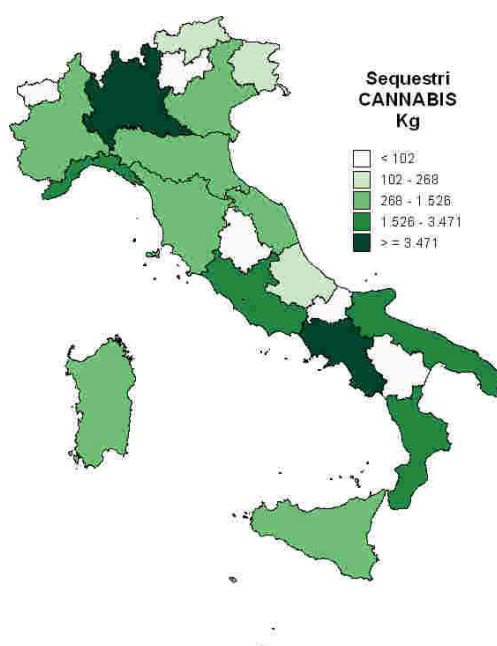 Sequestri
CANNABIS
Kg
< 102
102 - 268
268 - 1.526
1.526 - 3.471
> = 3.471